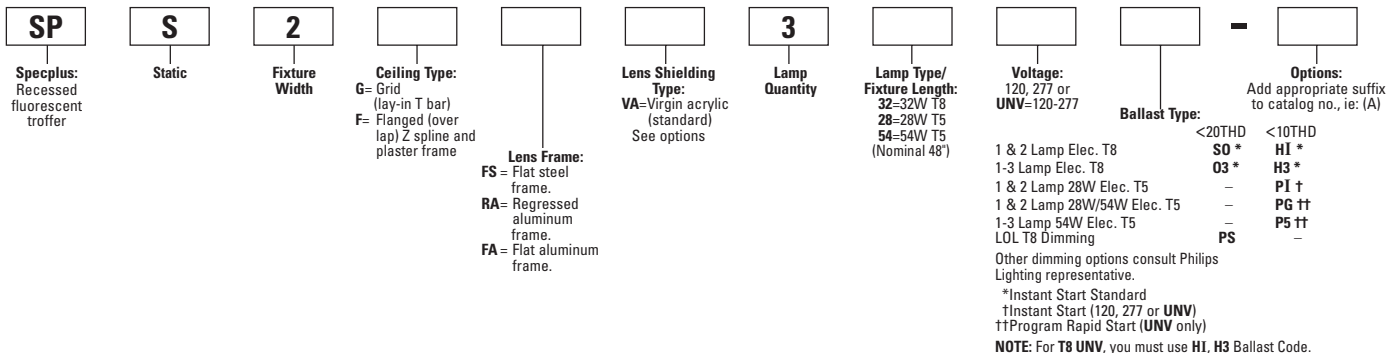 SP
S
2
3
–
Specplus:
Recessed
fluorescent
troffer
Static
Fixture
Width
Ceiling Type:
G= Grid
(lay-in T bar)
F= Flanged (over
lap) Z spline and
plaster frame
Lens Frame:
FS = Flat steel
frame.
RA= Regressed
aluminum
frame.
FA = Flat aluminum
frame.
Lens Shielding
Type:
VA=Virgin acrylic
(standard)
See options
Lamp
Quantity
Lamp Type/
Fixture Length:
32=32W T8
28=28W T5
54=54W T5
(Nominal 48")
Voltage:
120, 277 or
UNV=120-277
Ballast Type:
<20THD <10THD
1 & 2 Lamp Elec. T8 SO * HI *
1-3 Lamp Elec. T8 O3 * H3 *
1 & 2 Lamp 28W Elec. T5 – PI †
1 & 2 Lamp 28W/54W Elec. T5 – PG ††
1-3 Lamp 54W Elec. T5 – P5 ††
LOL T8 Dimming PS –
Other dimming options consult Philips
Lighting representative.
*Instant Start Standard
†Instant Start (120, 277 or UNV)
††Program Rapid Start (UNV only)
NOTE: For T8 UNV, you must use HI, H3 Ballast Code.
Options:
Add appropriate suffix
to catalog no., ie: (A)